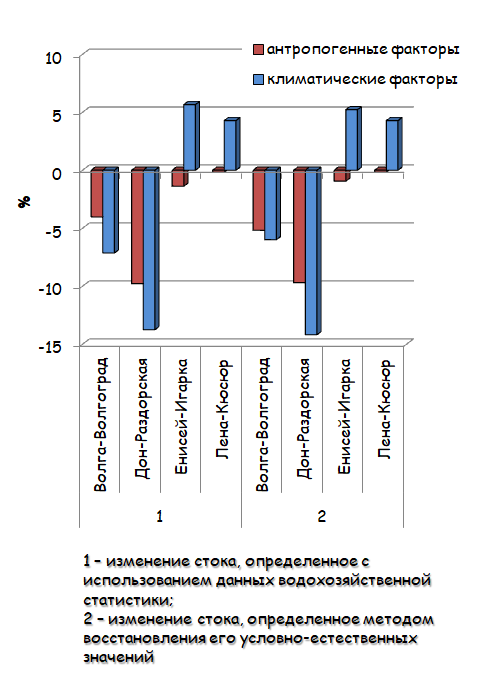 антропогенные факторы
климатические факторы
10
5
0
-5
-10
-15
%
Волга-Волгоград
Дон-Раздорская
Енисей-Игарка
Лена-Кюсюр
Волга-Волгоград
Дон-Раздорская
Енисей-Игарка
Лена-Кюсюр
1
2
1 – изменение стока, определенное с
использованием данных водохозяйственной
статистики;
2 – изменение стока, определенное методом
восстановления его условно-естественных
значений